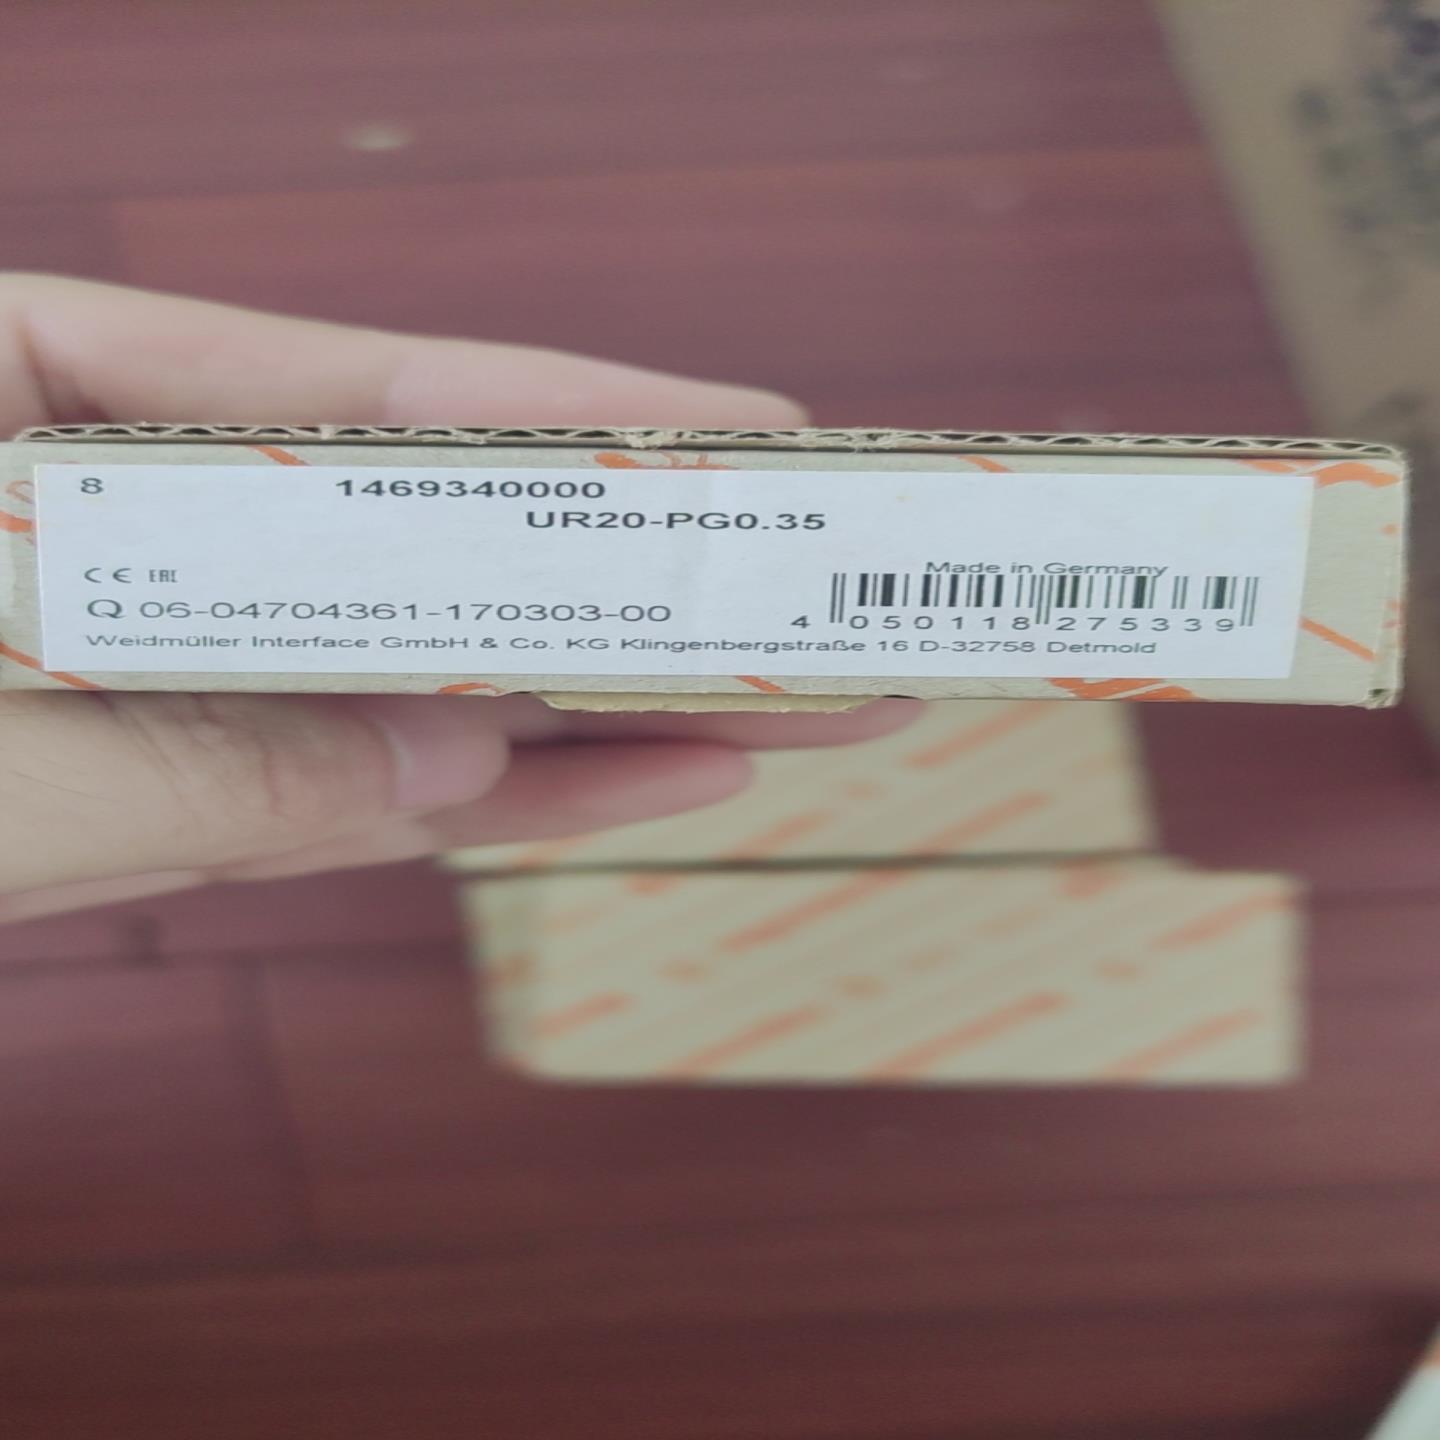 8 1469340000
UR20-PG0.35
CE EAC
Made in Germany
Q 06-04704361-170303-00
4 050118 275339
Weidmüller Interface GmbH & Co. KG Klingenbergstraße 16 D-32758 Detmold